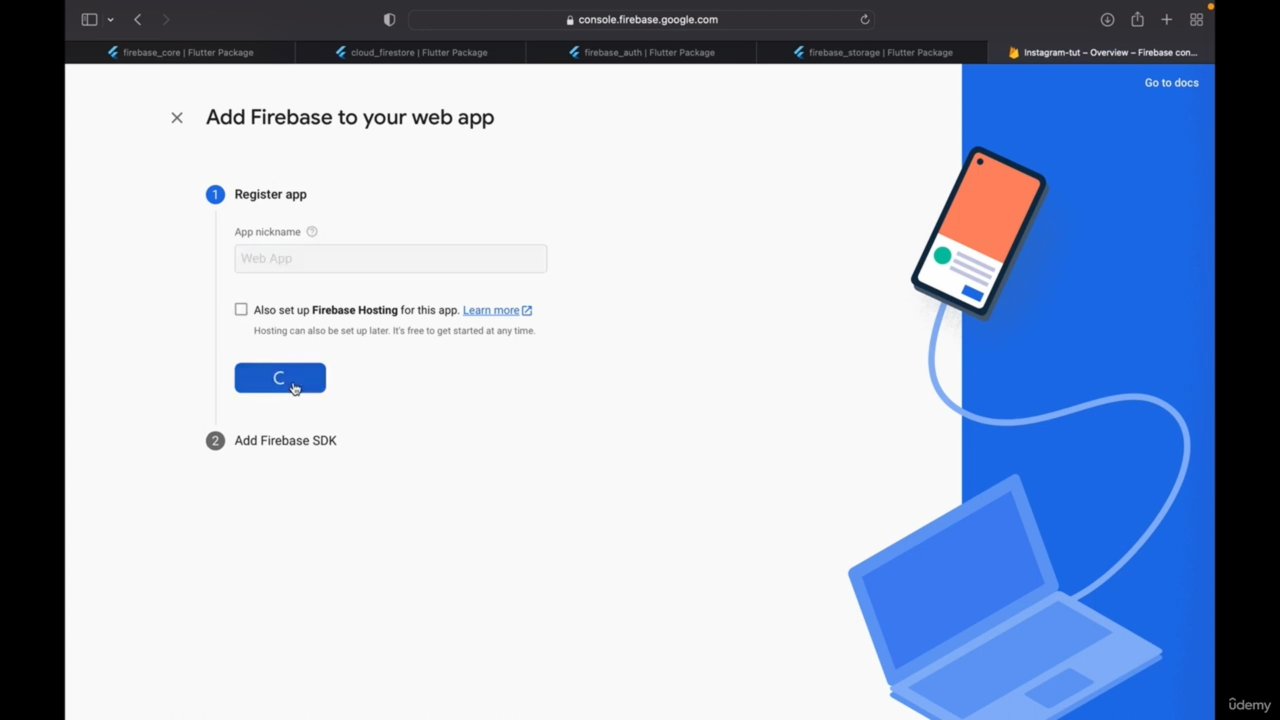 console.firebase.google.com
firebase_core | Flutter Package
cloud_firestore | Flutter Package
firebase_auth | Flutter Package
firebase_storage | Flutter Package
Instagram-tut – Overview – Firebase con...
Go to docs
Add Firebase to your web app
1 Register app
App nickname
Web App
Also set up Firebase Hosting for this app. Learn more
Hosting can also be set up later. It's free to get started at any time.
2 Add Firebase SDK
ûdemy